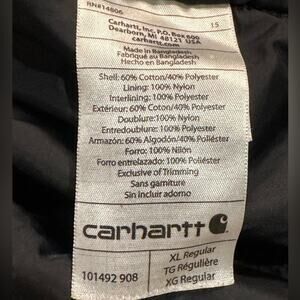 RN#14806
Carhartt, Inc. P.O. Box 600
Dearborn, MI 48121 USA
carhartt.com
15
Made in Bangladesh
Fabriqué au Bangladesh
Hecho en Bangladesh
Shell: 60% Cotton/40% Polyester
Lining: 100% Nylon
Interlining: 100% Polyester
Extérieur: 60% Coton/40% Polyester
Doublure:100% Nylon
Entredoublure: 100% Polyester
Armazón: 60% Algodón/40% Poliéster
Forro: 100% Nilón
Forro entrelazado: 100% Poliéster
Exclusive of Trimming
Sans garniture
Sin incluir adorno
carhartt
XL Regular
TG Régulière
XG Regular
101492 908